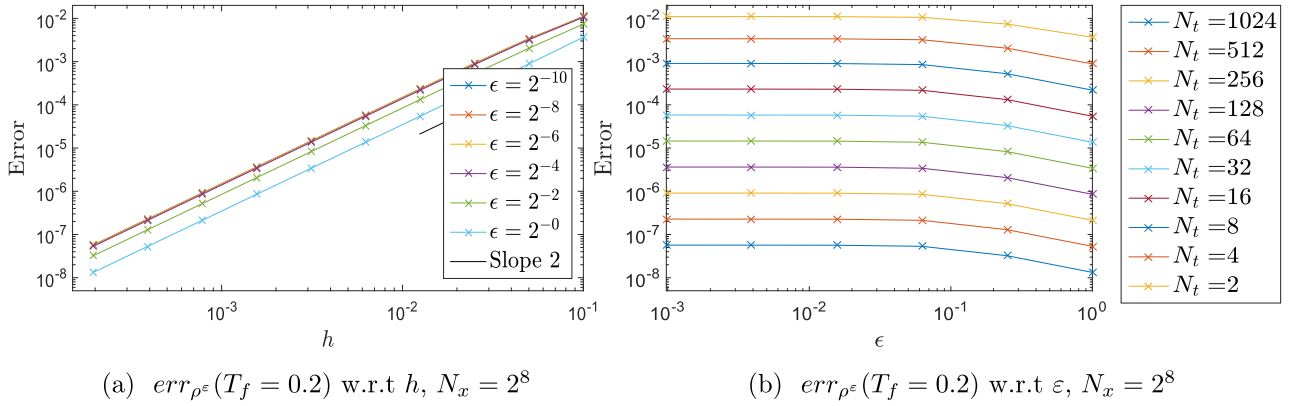 10^{-2}
10^{-3}
10^{-4}
10^{-5}
10^{-6}
10^{-7}
10^{-8}
Error
10^{-3}
10^{-2}
10^{-1}
h
ϵ = 2^{-10}
ϵ = 2^{-8}
ϵ = 2^{-6}
ϵ = 2^{-4}
ϵ = 2^{-2}
ϵ = 2^{-0}
Slope 2
(a) err_{ρ^ε}(T_f = 0.2) w.r.t h, N_x = 2^8
10^{-2}
10^{-3}
10^{-4}
10^{-5}
10^{-6}
10^{-7}
10^{-8}
Error
10^{-3}
10^{-2}
10^{-1}
10^{0}
ϵ
N_t =1024
N_t =512
N_t =256
N_t =128
N_t =64
N_t =32
N_t =16
N_t =8
N_t =4
N_t =2
(b) err_{ρ^ε}(T_f = 0.2) w.r.t ε, N_x = 2^8